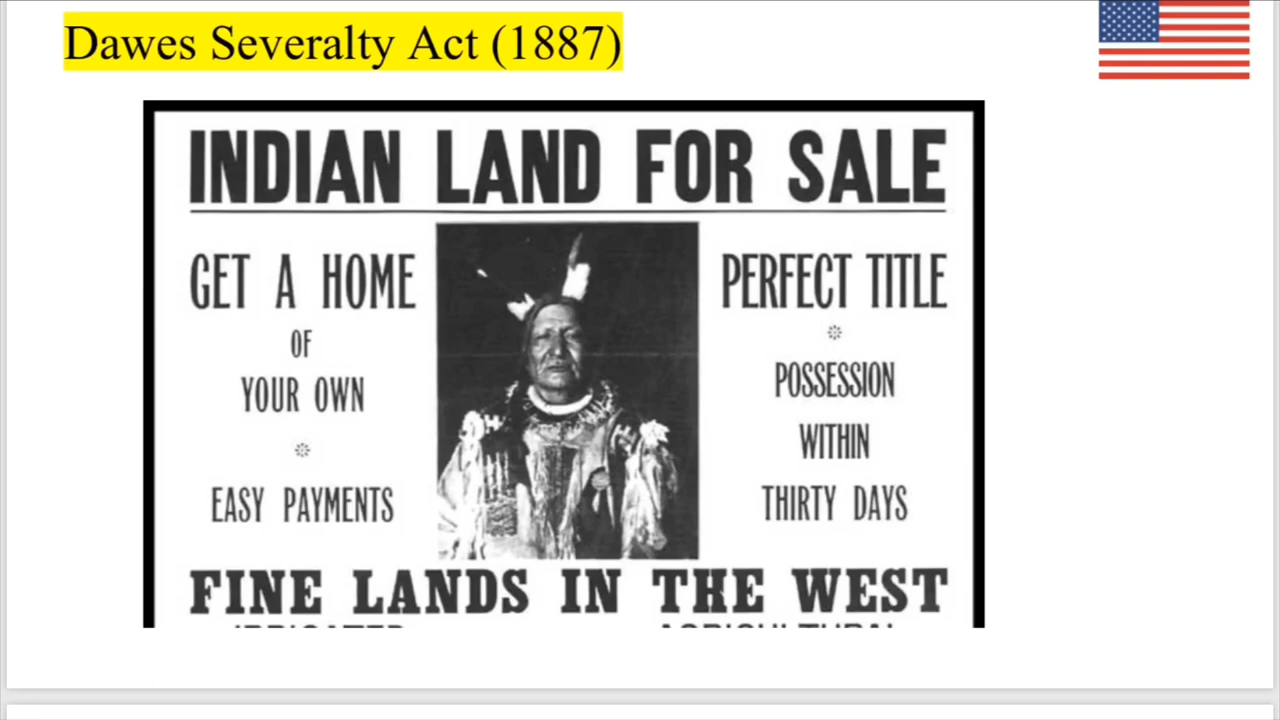 Dawes Severalty Act (1887)
INDIAN LAND FOR SALE
GET A HOME
OF
YOUR OWN
EASY PAYMENTS
PERFECT TITLE
POSSESSION
WITHIN
THIRTY DAYS
FINE LANDS IN THE WEST